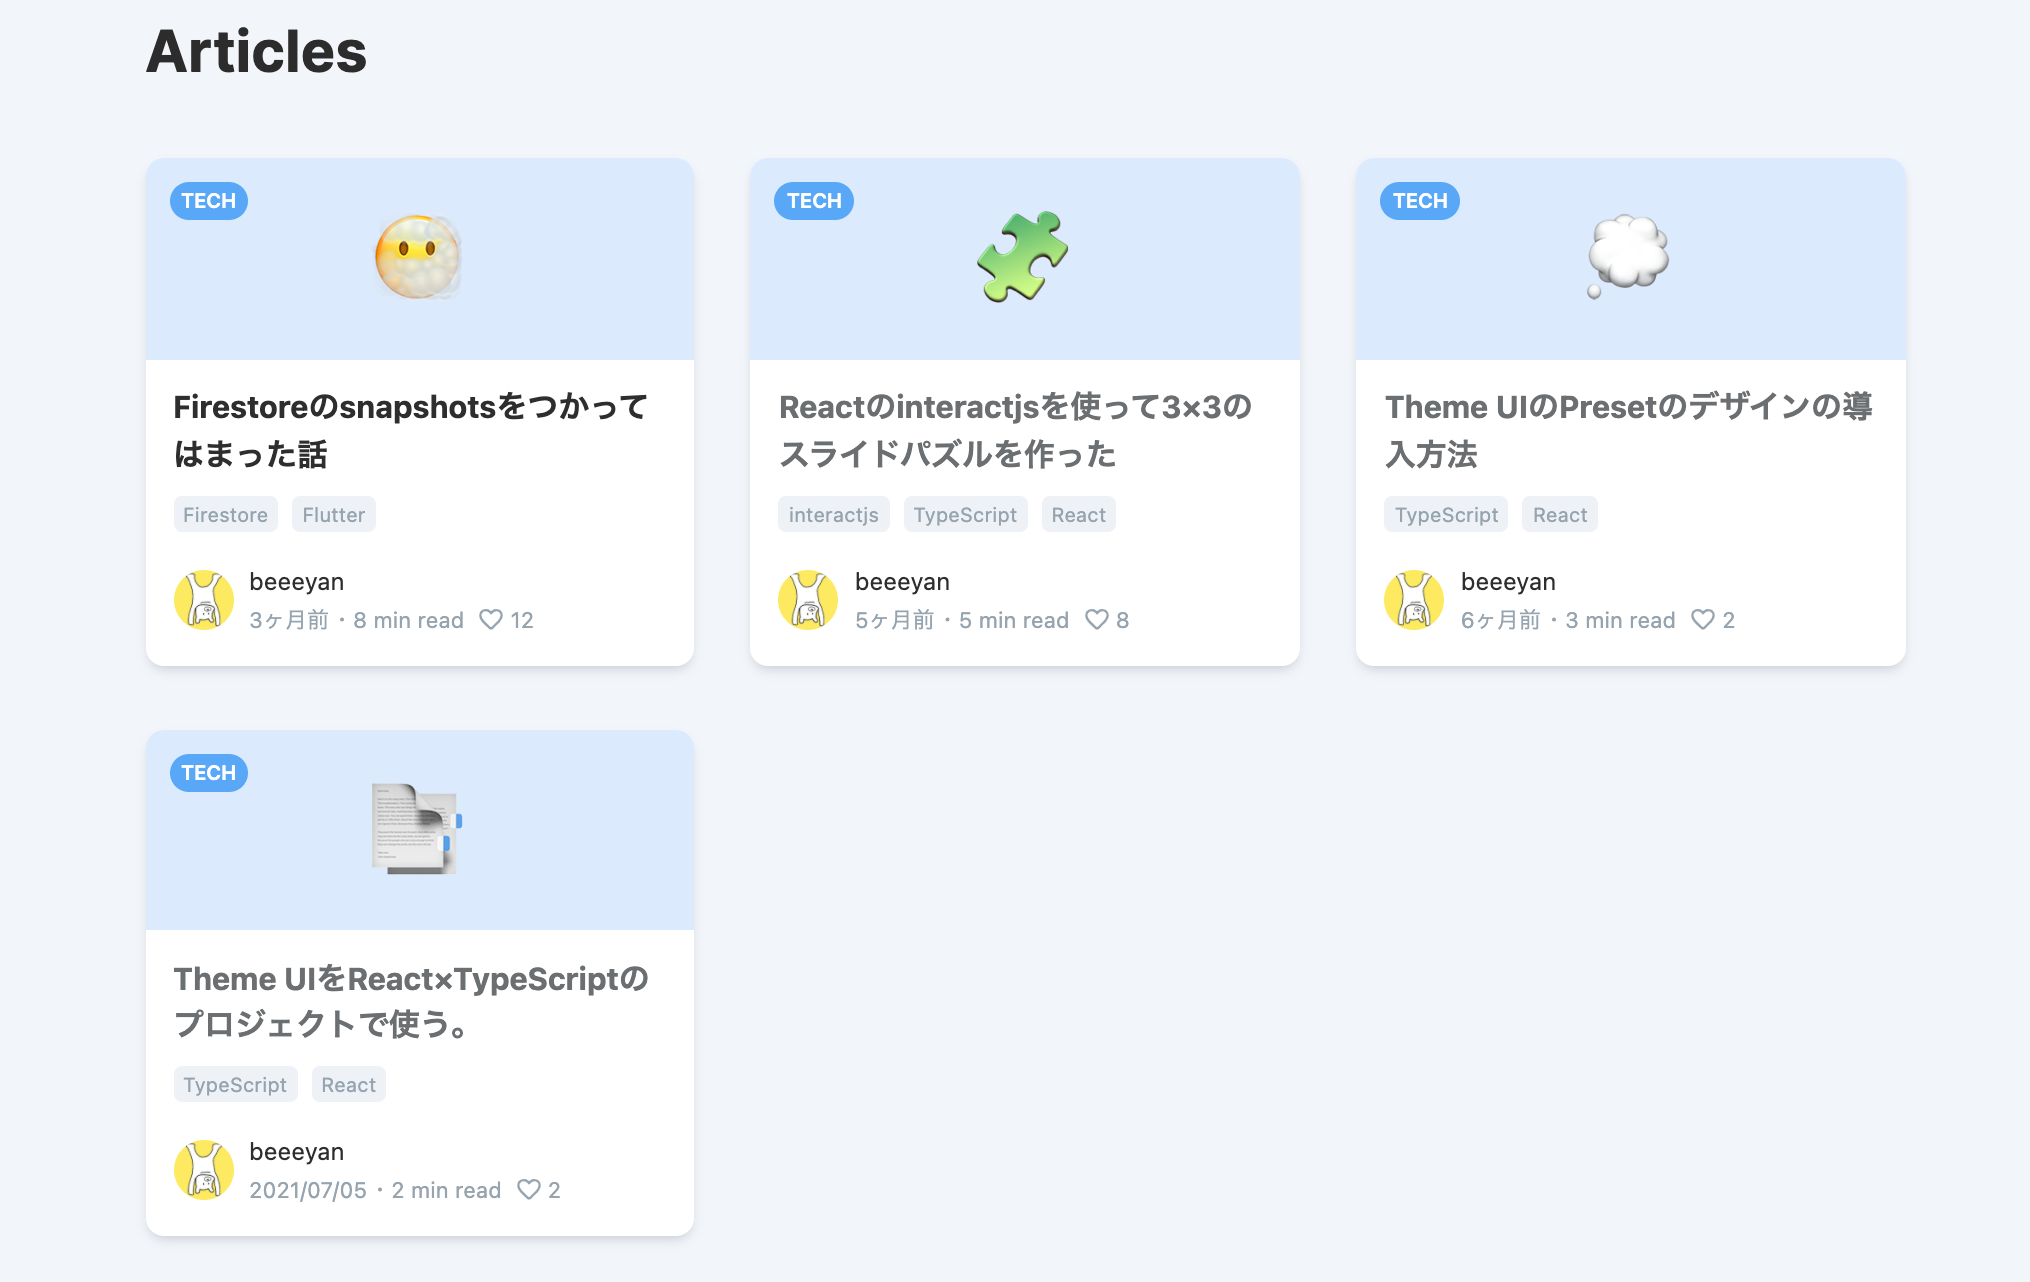 Articles
TECH
Firestoreのsnapshotsをつかって
はまった話
Firestore Flutter
beeeyan
3ヶ月前・8 min read 12
TECH
Reactのinteractjsを使って3×3の
スライドパズルを作った
interactjs TypeScript React
beeeyan
5ヶ月前・5 min read 8
TECH
Theme UIのPresetのデザインの導
入方法
TypeScript React
beeeyan
6ヶ月前・3 min read 2
TECH
Theme UIをReact×TypeScriptの
プロジェクトで使う。
TypeScript React
beeeyan
2021/07/05・2 min read 2